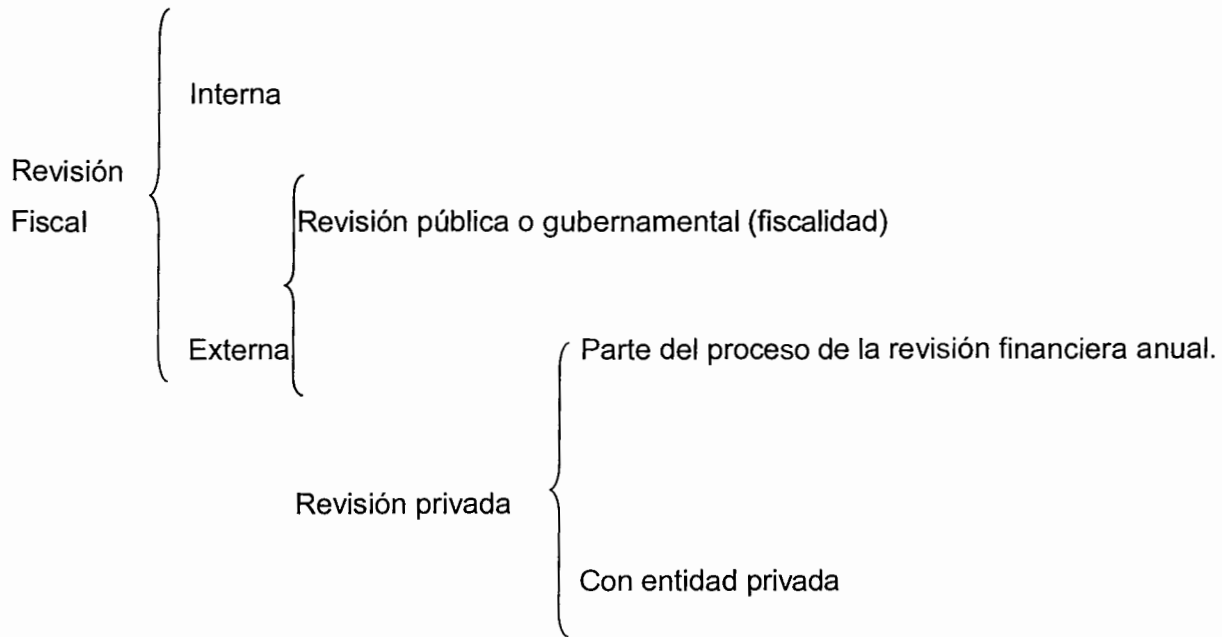 Revisión
Fiscal
Interna
Externa
Revisión pública o gubernamental (fiscalidad)
Revisión privada
Parte del proceso de la revisión financiera anual.
Con entidad privada